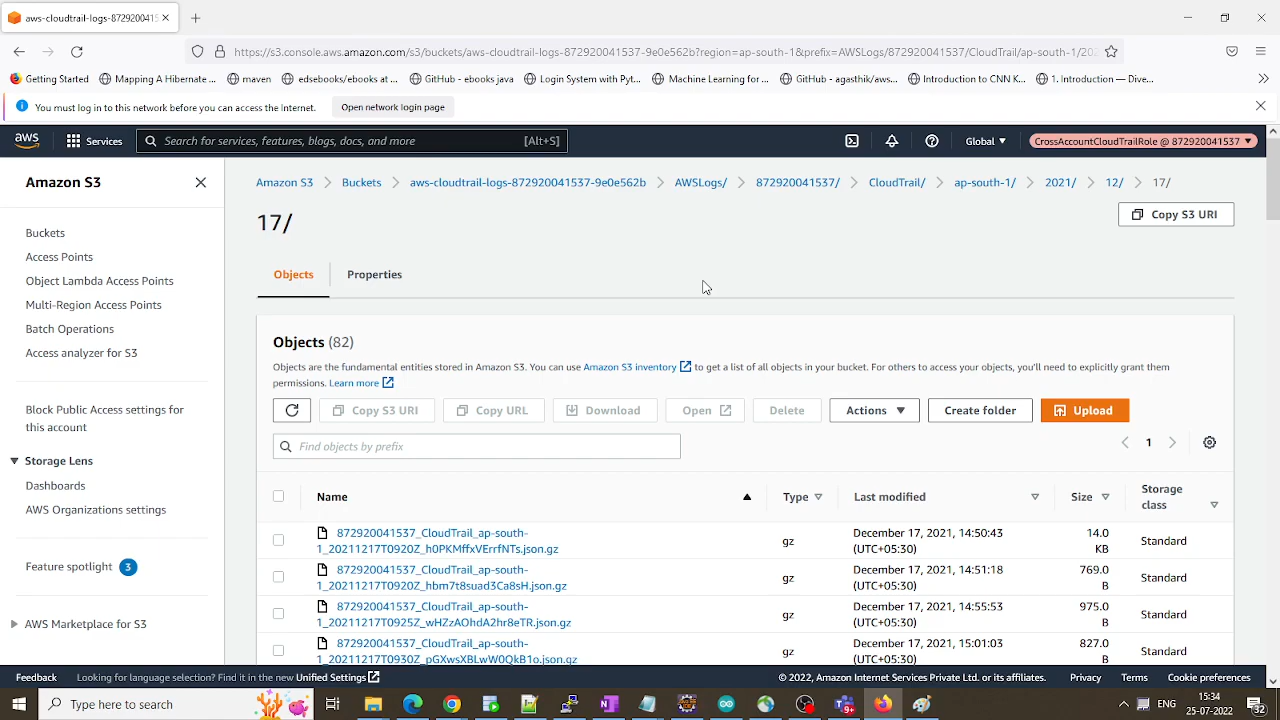 aws-cloudtrail-logs-8729200415
https://s3.console.aws.amazon.com/s3/buckets/aws-cloudtrail-logs-872920041537-9e0e562b?region=ap-south-1&prefix=AWSLogs/872920041537/CloudTrail/ap-south-1/202
Getting Started Mapping A Hibernate ... maven edsebooks/ebooks at ... GitHub - ebooks java Login System with Pyt... Machine Learning for ... GitHub - agasthik/aws... Introduction to CNN K... 1. Introduction — Dive...
You must log in to this network before you can access the Internet. Open network login page
aws Services Search for services, features, blogs, docs, and more [Alt+S] Global CrossAccountCloudTrailRole @ 872920041537
Amazon S3
Buckets
Access Points
Object Lambda Access Points
Multi-Region Access Points
Batch Operations
Access analyzer for S3
Block Public Access settings for
this account
Storage Lens
Dashboards
AWS Organizations settings
Feature spotlight 3
AWS Marketplace for S3
Amazon S3 Buckets aws-cloudtrail-logs-872920041537-9e0e562b AWSLogs/ 872920041537/ CloudTrail/ ap-south-1/ 2021/ 12/ 17/
17/
Copy S3 URI
Objects Properties
Objects (82)
Objects are the fundamental entities stored in Amazon S3. You can use Amazon S3 inventory to get a list of all objects in your bucket. For others to access your objects, you'll need to explicitly grant them
permissions. Learn more
Copy S3 URI Copy URL Download Open Delete Actions Create folder Upload
Find objects by prefix 1
Name Type Last modified Size Storage
class
872920041537_CloudTrail_ap-south-
1_20211217T0920Z_h0PKMffxVErrfNTs.json.gz gz December 17, 2021, 14:50:43
(UTC+05:30) 14.0
KB Standard
872920041537_CloudTrail_ap-south-
1_20211217T0920Z_hbm7t8suad3Ca8sH.json.gz gz December 17, 2021, 14:51:18
(UTC+05:30) 769.0
B Standard
872920041537_CloudTrail_ap-south-
1_20211217T0925Z_wHZzAOhdA2hr8eTR.json.gz gz December 17, 2021, 14:55:53
(UTC+05:30) 975.0
B Standard
872920041537_CloudTrail_ap-south-
1_20211217T0930Z_pGXwsXBLwW0QkB1o.json.gz gz December 17, 2021, 15:01:03
(UTC+05:30) 827.0
B Standard
Feedback Looking for language selection? Find it in the new Unified Settings © 2022, Amazon Internet Services Private Ltd. or its affiliates. Privacy Terms Cookie preferences
Type here to search ENG 15:34
25-07-2022